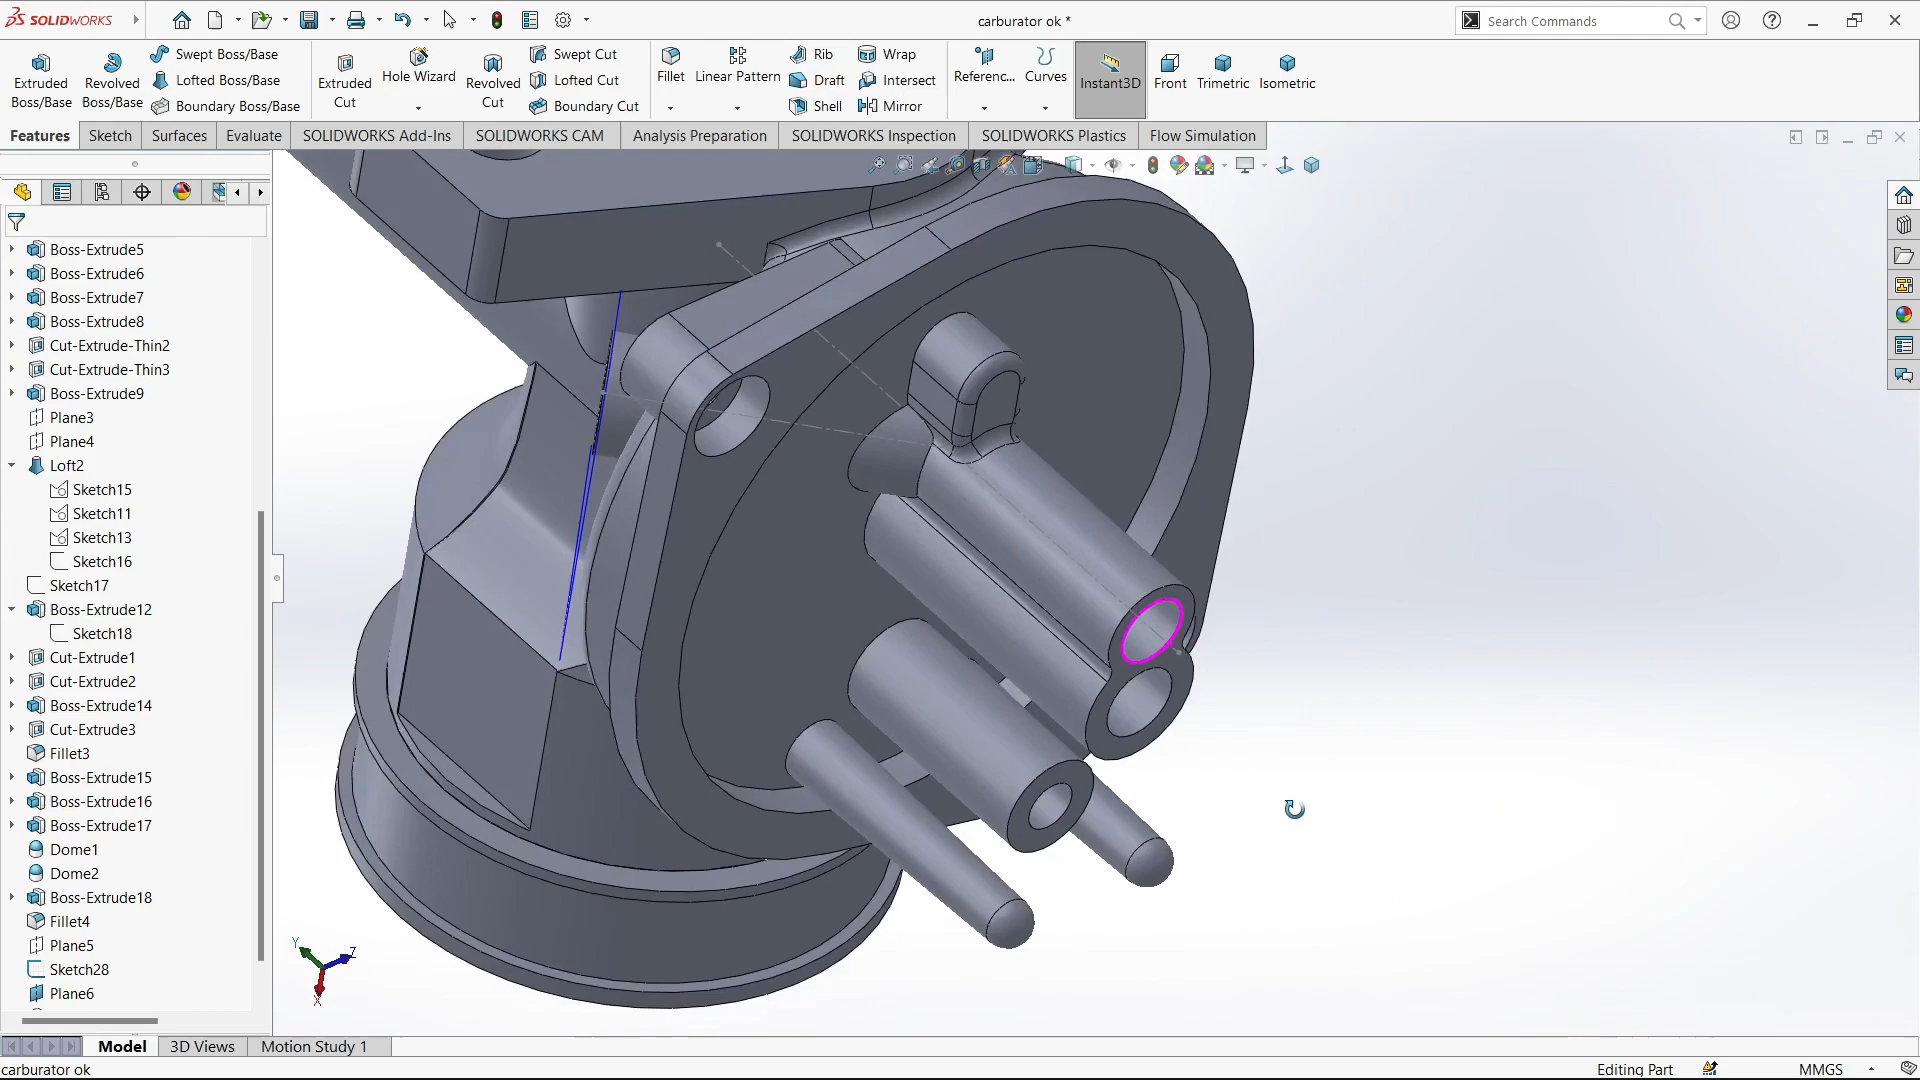 SOLIDWORKS
carburator ok *
Search Commands
Extruded Boss/Base
Revolved Boss/Base
Swept Boss/Base
Lofted Boss/Base
Boundary Boss/Base
Extruded Cut
Hole Wizard
Revolved Cut
Swept Cut
Lofted Cut
Boundary Cut
Fillet
Linear Pattern
Rib
Draft
Shell
Wrap
Intersect
Mirror
Referenc...
Curves
Instant3D
Front
Trimetric
Isometric
Features
Sketch
Surfaces
Evaluate
SOLIDWORKS Add-Ins
SOLIDWORKS CAM
Analysis Preparation
SOLIDWORKS Inspection
SOLIDWORKS Plastics
Flow Simulation
Boss-Extrude5
Boss-Extrude6
Boss-Extrude7
Boss-Extrude8
Cut-Extrude-Thin2
Cut-Extrude-Thin3
Boss-Extrude9
Plane3
Plane4
Loft2
Sketch15
Sketch11
Sketch13
Sketch16
Sketch17
Boss-Extrude12
Sketch18
Cut-Extrude1
Cut-Extrude2
Boss-Extrude14
Cut-Extrude3
Fillet3
Boss-Extrude15
Boss-Extrude16
Boss-Extrude17
Dome1
Dome2
Boss-Extrude18
Fillet4
Plane5
Sketch28
Plane6
Y
Z
X
Model
3D Views
Motion Study 1
carburator ok
Editing Part
MMGS